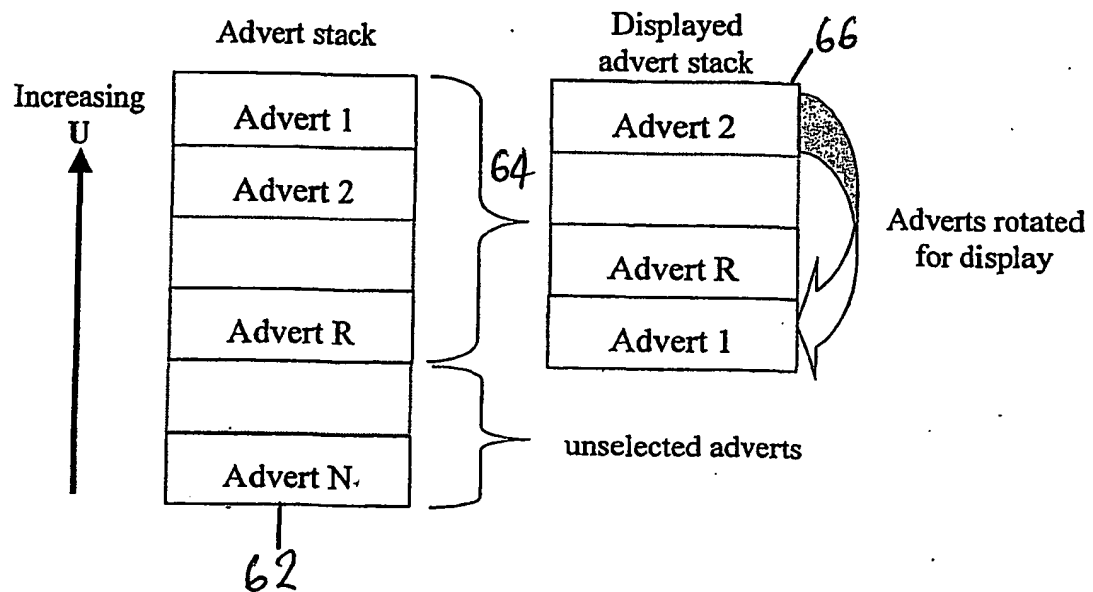 Advert stack
Increasing
U
Advert 1
Advert 2
Advert R
Advert N
62
64
unselected adverts
Displayed
advert stack
66
Advert 2
Advert R
Advert 1
Adverts rotated
for display